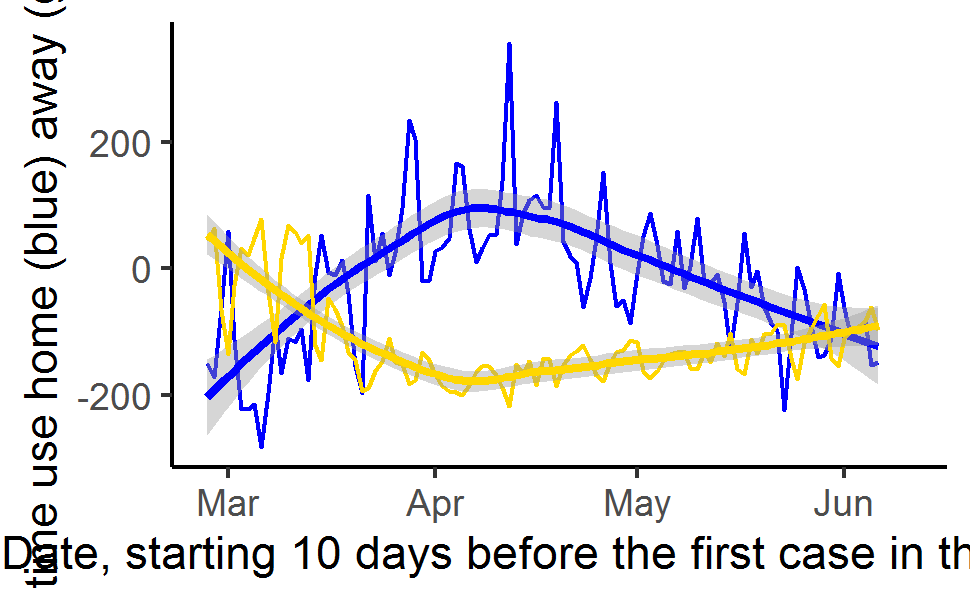 time use home (blue) away (
200
0
-200
Mar Apr May Jun
Date, starting 10 days before the first case in th